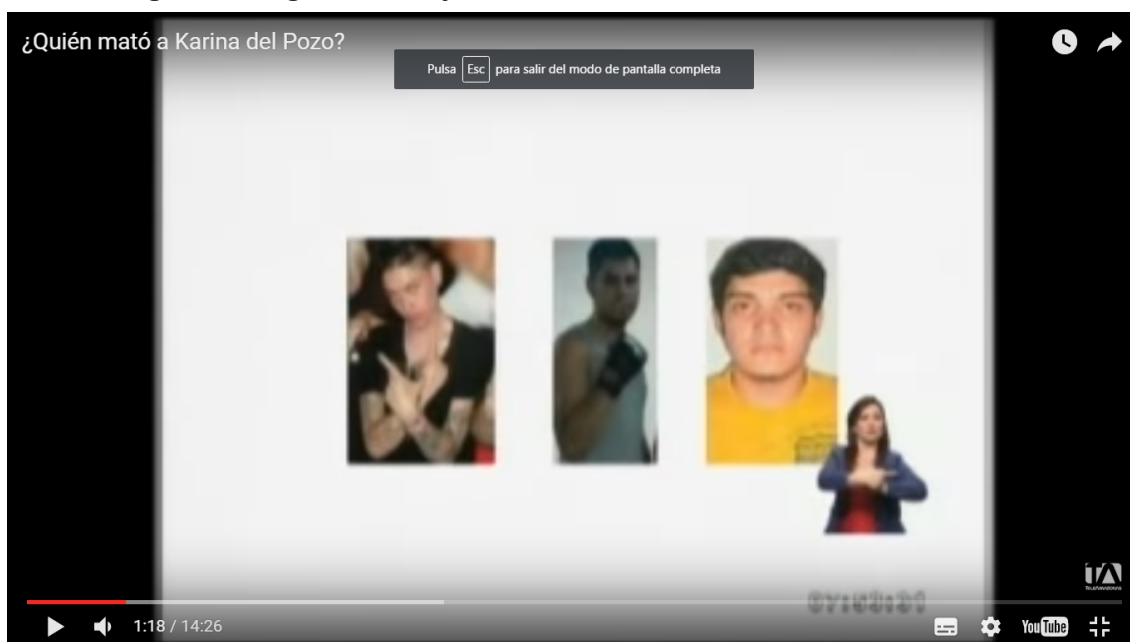 ¿Quién mató a Karina del Pozo?
Pulsa Esc para salir del modo de pantalla completa
TA
1:18 / 14:26
YouTube